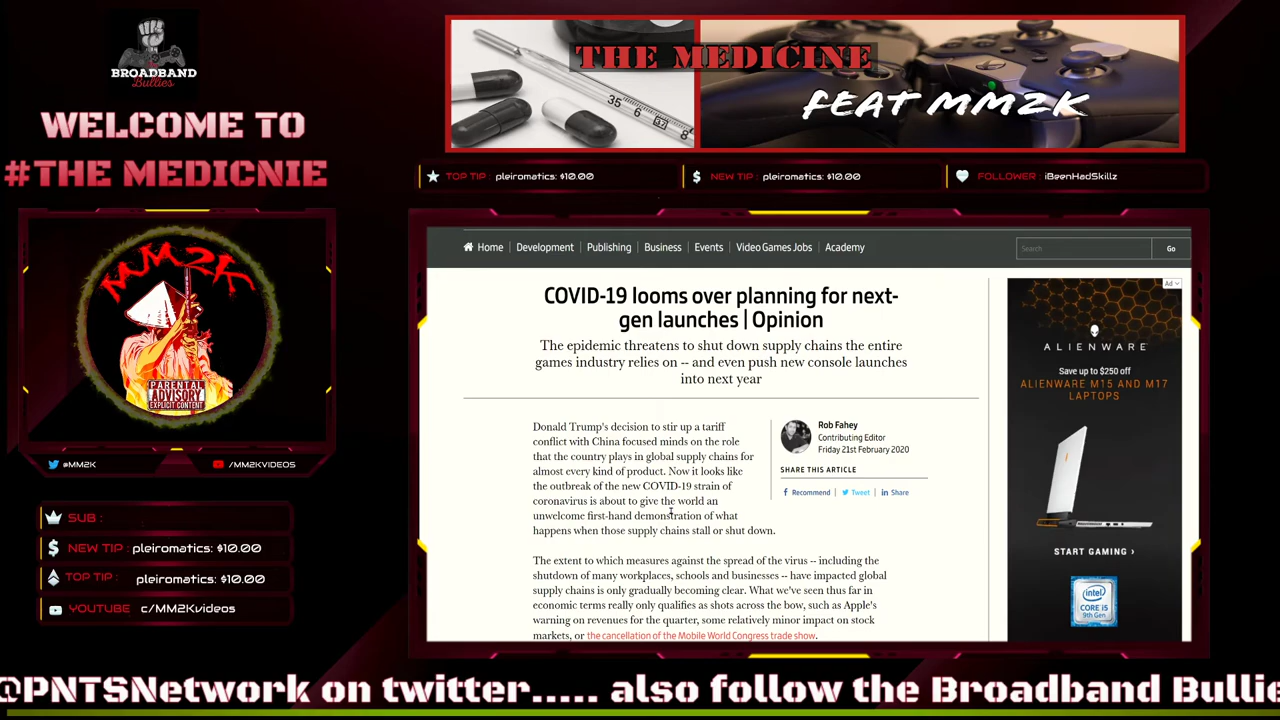 BROADBAND
Bullies
WELCOME TO
#THE MEDICNIE
THE MEDICINE
FEAT MM2K
35 6 37 8
TOP TIP : pleiromatics: $10.00
NEW TIP : pleiromatics: $10.00
FOLLOWER : iBeenHadSkillz
MM2K
PARENTAL
ADVISORY
EXPLICIT CONTENT
@MM2K
/MM2KVIDEOS
SUB :
NEW TIP : pleiromatics: $10.00
TOP TIP : pleiromatics: $10.00
YOUTUBE c/MM2Kvideos
Home | Development | Publishing | Business | Events | Video Games Jobs | Academy
Search
Go
COVID-19 looms over planning for next-
gen launches | Opinion
The epidemic threatens to shut down supply chains the entire
games industry relies on -- and even push new console launches
into next year
Donald Trump's decision to stir up a tariff
conflict with China focused minds on the role
that the country plays in global supply chains for
almost every kind of product. Now it looks like
the outbreak of the new COVID-19 strain of
coronavirus is about to give the world an
unwelcome first-hand demonstration of what
happens when those supply chains stall or shut down.
Rob Fahey
Contributing Editor
Friday 21st February 2020
SHARE THIS ARTICLE
Recommend
Tweet
Share
The extent to which measures against the spread of the virus -- including the
shutdown of many workplaces, schools and businesses -- have impacted global
supply chains is only gradually becoming clear. What we've seen thus far in
economic terms really only qualifies as shots across the bow, such as Apple's
warning on revenues for the quarter, some relatively minor impact on stock
markets, or the cancellation of the Mobile World Congress trade show.
Ad
ALIENWARE
Save up to $250 off
ALIENWARE M15 AND M17
LAPTOPS
START GAMING ›
intel
CORE i5
9th Gen
@PNTSNetwork on twitter..... also follow the Broadband Bullie